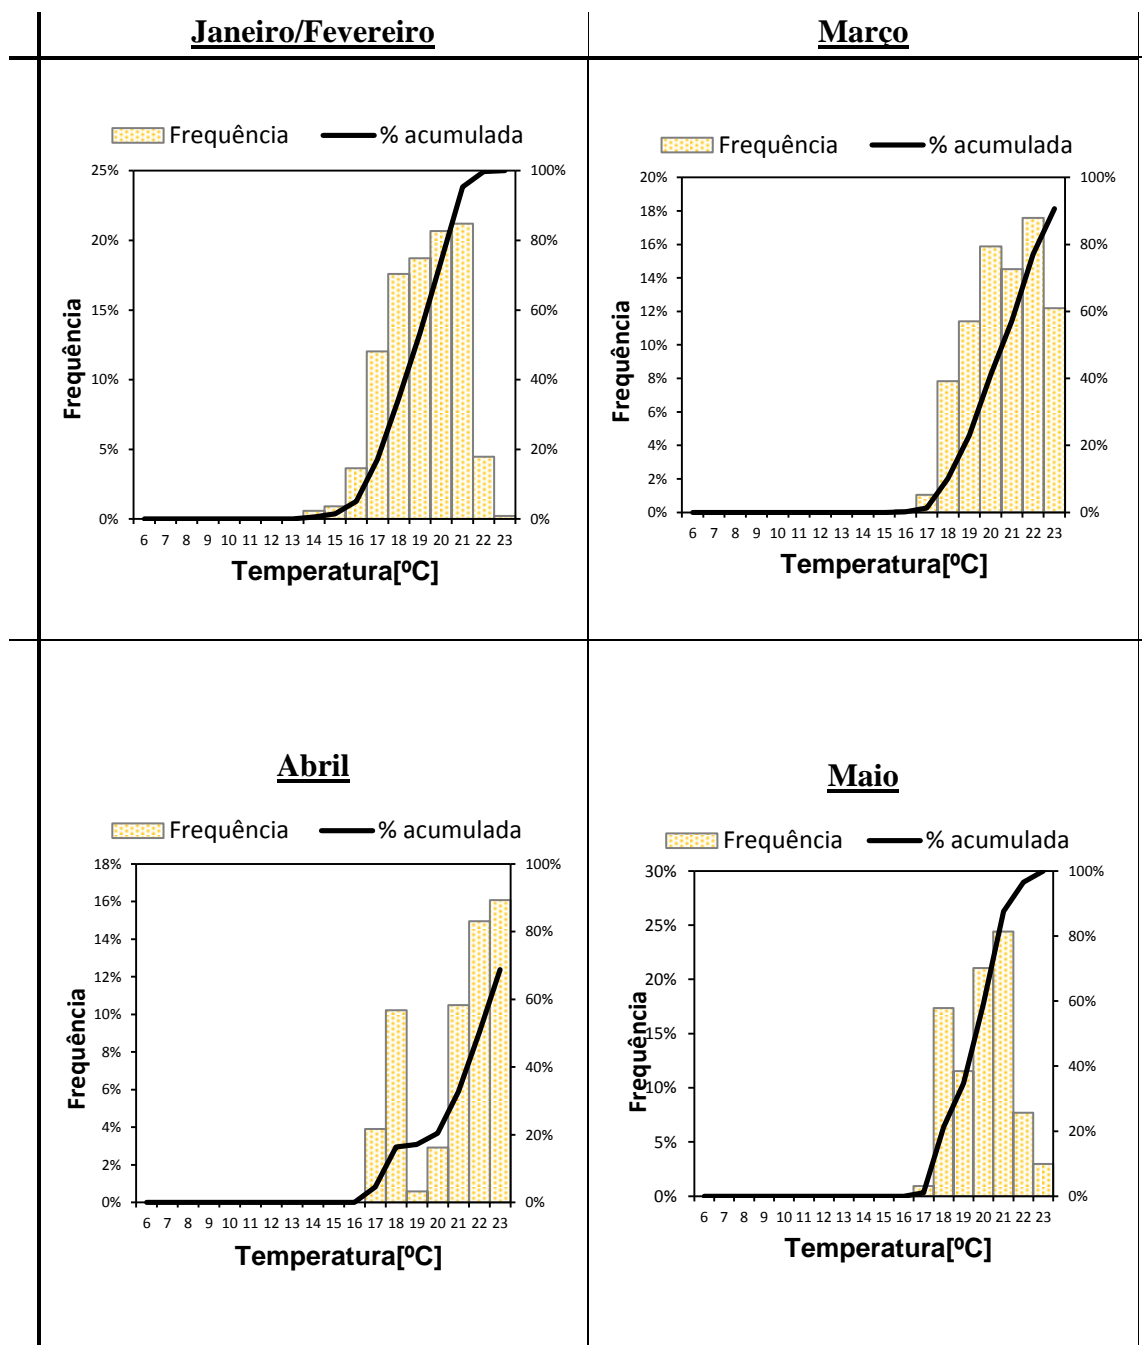 Janeiro/Fevereiro
Frequência % acumulada
25% 100%
20% 80%
15% 60%
10% 40%
5% 20%
0% 0%
Frequência
6 7 8 9 10 11 12 13 14 15 16 17 18 19 20 21 22 23
Temperatura[ºC]
Março
Frequência % acumulada
20% 100%
18%
16% 80%
14%
12% 60%
10%
8% 40%
6%
4% 20%
2%
0% 0%
Frequência
6 7 8 9 10 11 12 13 14 15 16 17 18 19 20 21 22 23
Temperatura[ºC]
Abril
Frequência % acumulada
18% 100%
16%
14% 80%
12%
10% 60%
8% 40%
6%
4% 20%
2%
0% 0%
Frequência
6 7 8 9 10 11 12 13 14 15 16 17 18 19 20 21 22 23
Temperatura[ºC]
Maio
Frequência % acumulada
30% 100%
25% 80%
20% 60%
15%
10% 40%
5% 20%
0% 0%
Frequência
6 7 8 9 10 11 12 13 14 15 16 17 18 19 20 21 22 23
Temperatura[ºC]